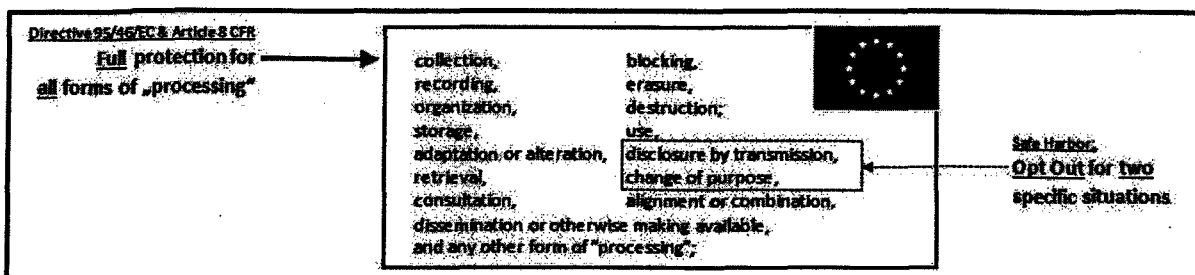 Directive 95/46/EC & Article 8 CFR
Full protection for
all forms of „processing“
collection,
recording,
organization,
storage,
adaptation or alteration,
retrieval,
consultation,
blocking,
erasure,
destruction;
use,
disclosure by transmission,
change of purpose,
alignment or combination,
dissemination or otherwise making available,
and any other form of "processing";
Safe Harbor:
Opt Out for two
specific situations